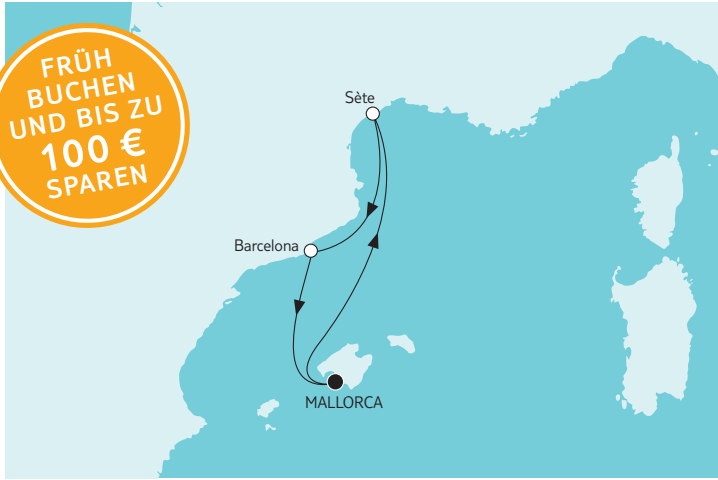 FRÜH
BUCHEN
UND BIS ZU
100 €
SPAREN
Sète
Barcelona
MALLORCA